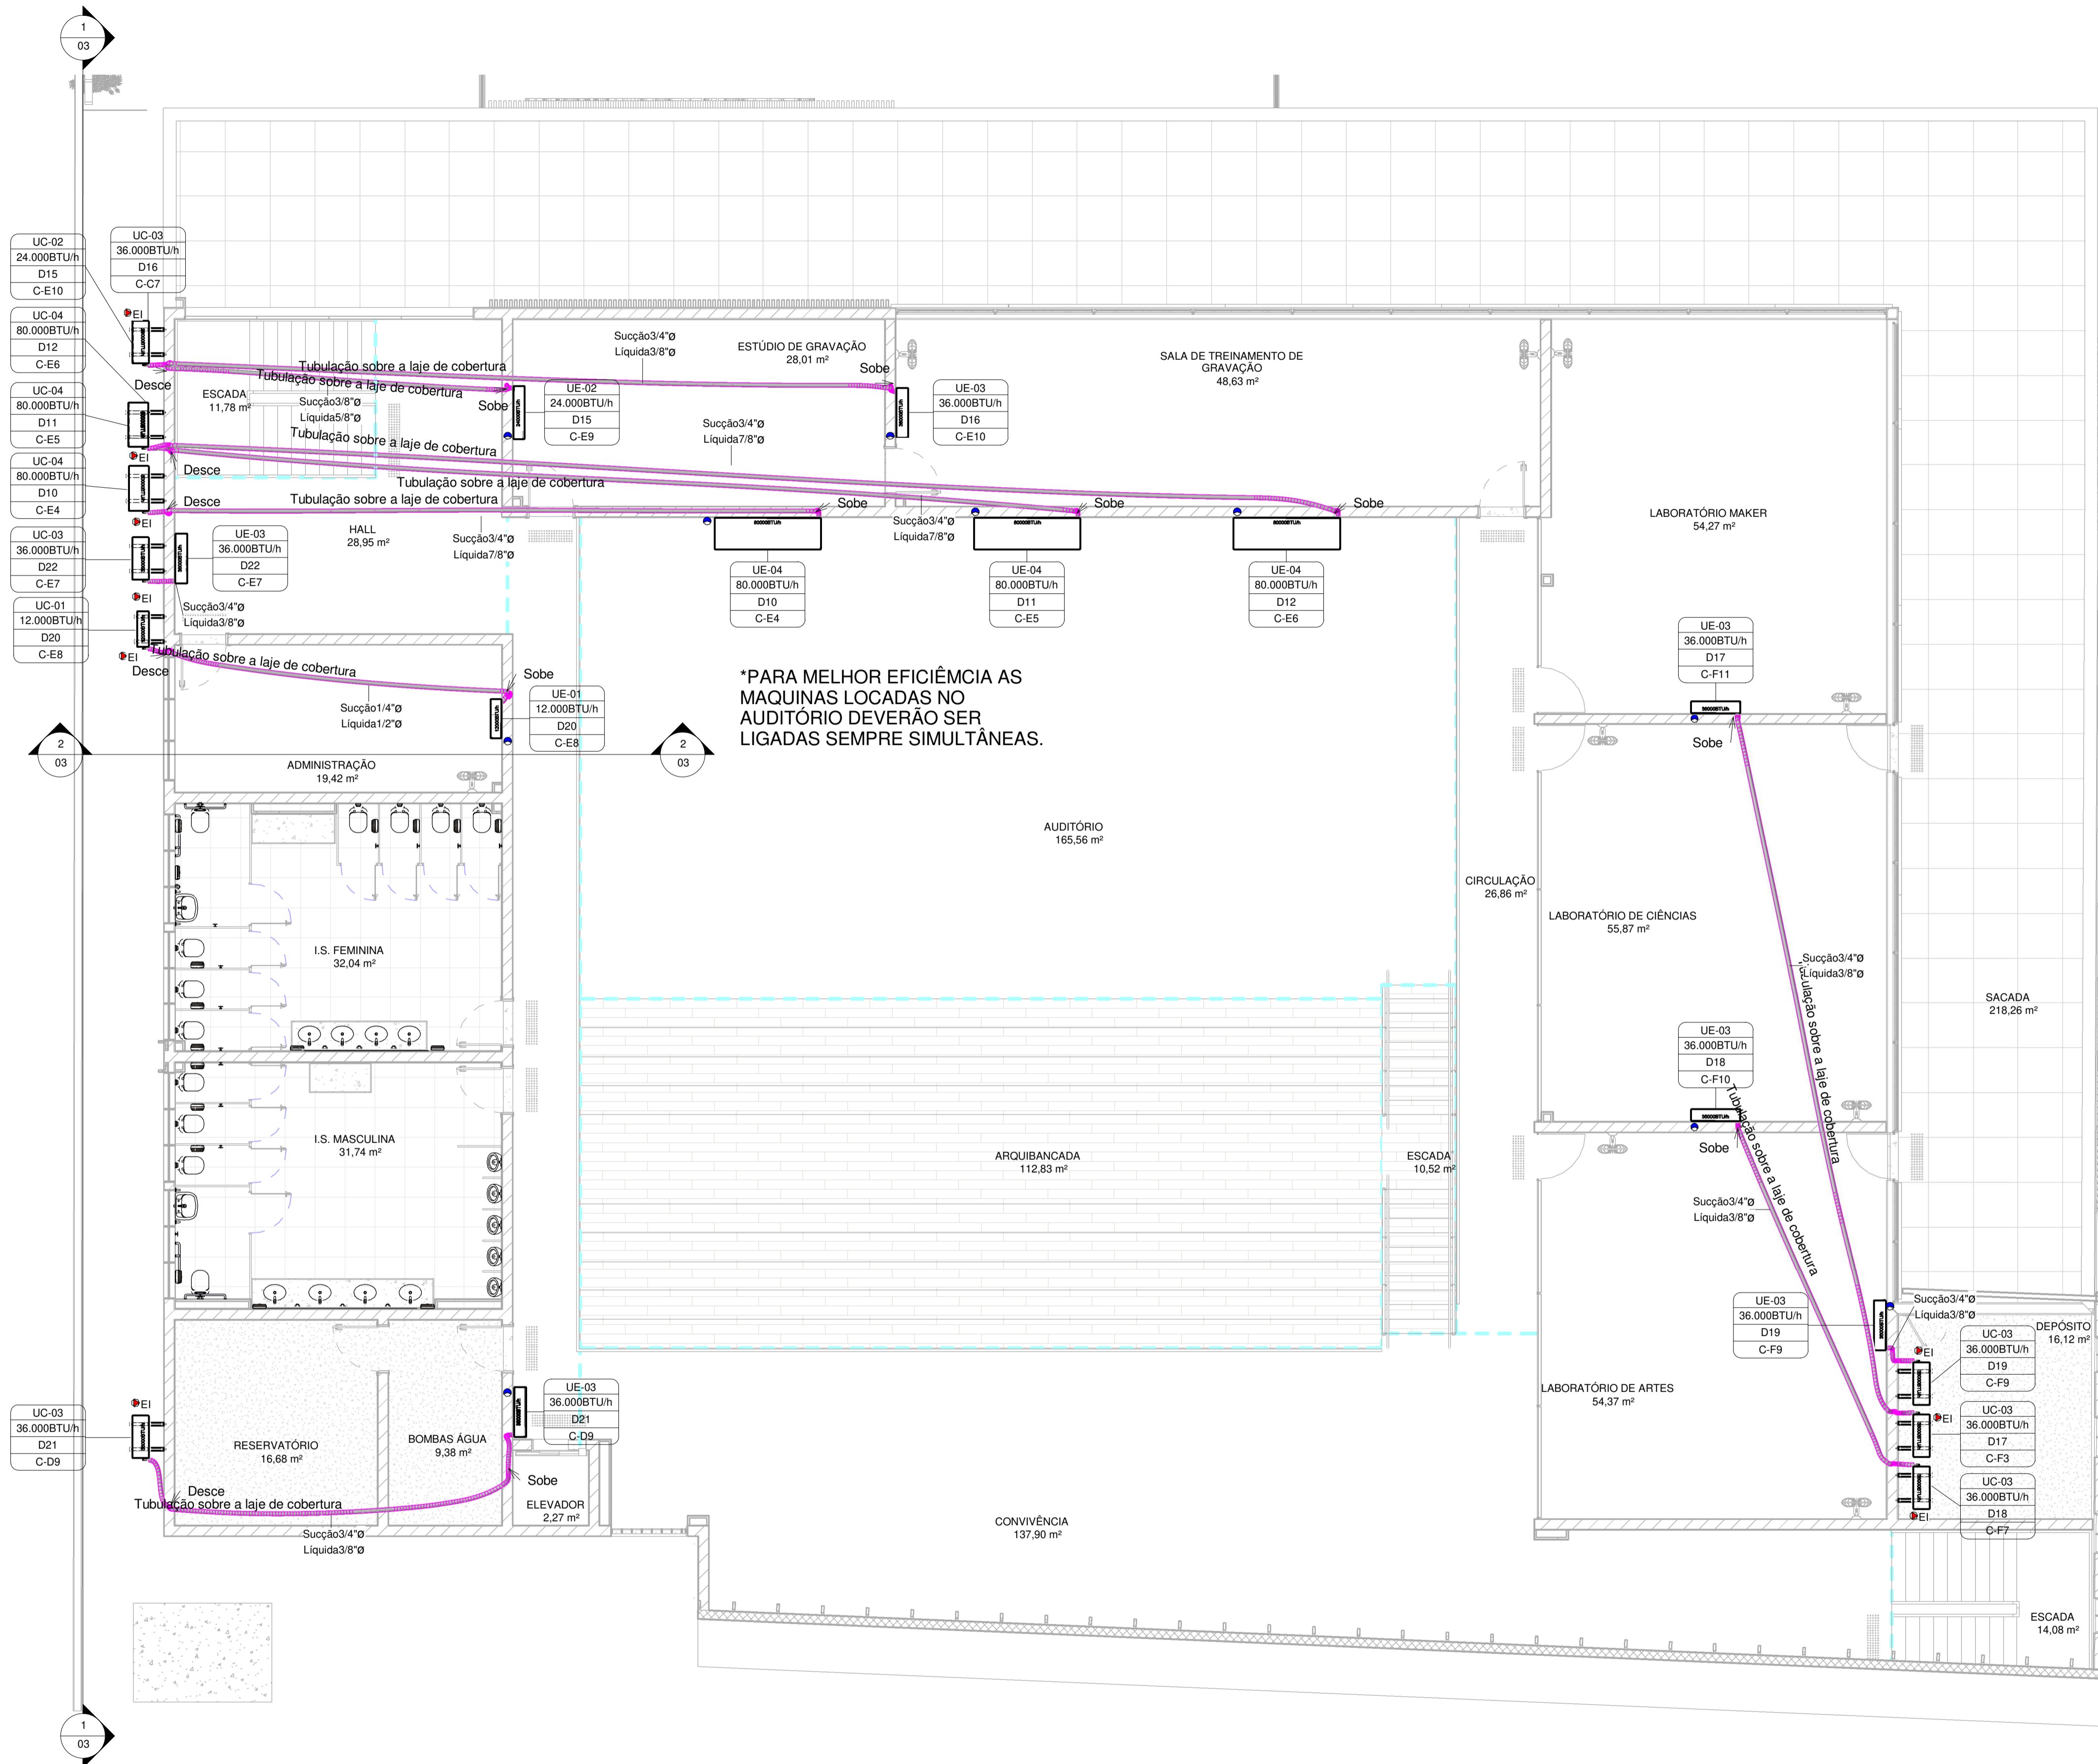 1
03
UC-02
24.000BTU/h
D15
C-E10
UC-03
36.000BTU/h
D16
C-C7
EI
UC-04
80.000BTU/h
D12
C-E6
Sucção3/4"Ø
Líquida3/8"Ø
ESTÚDIO DE GRAVAÇÃO
28,01 m²
Sobe
SALA DE TREINAMENTO DE
GRAVAÇÃO
48,63 m²
Tubulação sobre a laje de cobertura
Tubulação sobre a laje de cobertura
Desce
ESCADA
11,78 m²
Sucção3/8"Ø
Líquida5/8"Ø
Sobe
UE-02
24.000BTU/h
D15
C-E9
UE-03
36.000BTU/h
D16
C-E10
UC-04
80.000BTU/h
D11
C-E5
Sucção3/4"Ø
Líquida7/8"Ø
Tubulação sobre a laje de cobertura
EI
Desce
UC-04
80.000BTU/h
D10
C-E4
Tubulação sobre a laje de cobertura
Desce
Tubulação sobre a laje de cobertura
Sobe
Sobe
Sobe
EI
HALL
28,95 m²
Sucção3/4"Ø
Líquida7/8"Ø
Sucção3/4"Ø
Líquida7/8"Ø
80000BTU/h
80000BTU/h
80000BTU/h
LABORATÓRIO MAKER
54,27 m²
UC-03
36.000BTU/h
D22
C-E7
UE-03
36.000BTU/h
D22
C-E7
UE-04
80.000BTU/h
D10
C-E4
UE-04
80.000BTU/h
D11
C-E5
UE-04
80.000BTU/h
D12
C-E6
EI
Sucção3/4"Ø
Líquida3/8"Ø
UC-01
12.000BTU/h
D20
C-E8
EI
Desce
Tubulação sobre a laje de cobertura
Sobe
Sucção1/4"Ø
Líquida1/2"Ø
UE-01
12.000BTU/h
D20
C-E8
*PARA MELHOR EFICIÊMCIA AS
MAQUINAS LOCADAS NO
AUDITÓRIO DEVERÃO SER
LIGADAS SEMPRE SIMULTÂNEAS.
UE-03
36.000BTU/h
D17
C-F11
36000BTU/h
Sobe
2
03
2
03
ADMINISTRAÇÃO
19,42 m²
AUDITÓRIO
165,56 m²
CIRCULAÇÃO
26,86 m²
LABORATÓRIO DE CIÊNCIAS
55,87 m²
I.S. FEMININA
32,04 m²
Sucção3/4"Ø
Líquida3/8"Ø
Tubulação sobre a laje de cobertura
SACADA
218,26 m²
UE-03
36.000BTU/h
D18
C-F10
36000BTU/h
Tubulação sobre a laje de cobertura
Sobe
I.S. MASCULINA
31,74 m²
ARQUIBANCADA
112,83 m²
ESCADA
10,52 m²
Sucção3/4"Ø
Líquida3/8"Ø
UE-03
36.000BTU/h
D19
C-F9
Sucção3/4"Ø
Líquida3/8"Ø
DEPÓSITO
16,12 m²
EI
UC-03
36.000BTU/h
D19
C-F9
LABORATÓRIO DE ARTES
54,37 m²
UC-03
36.000BTU/h
D21
C-D9
EI
UE-03
36.000BTU/h
D21
C-D9
EI
UC-03
36.000BTU/h
D17
C-F3
RESERVATÓRIO
16,68 m²
BOMBAS ÁGUA
9,38 m²
Sobe
Desce
Tubulação sobre a laje de cobertura
ELEVADOR
2,27 m²
UC-03
36.000BTU/h
D18
C-F7
EI
Sucção3/4"Ø
Líquida3/8"Ø
CONVIVÊNCIA
137,90 m²
ESCADA
14,08 m²
1
03